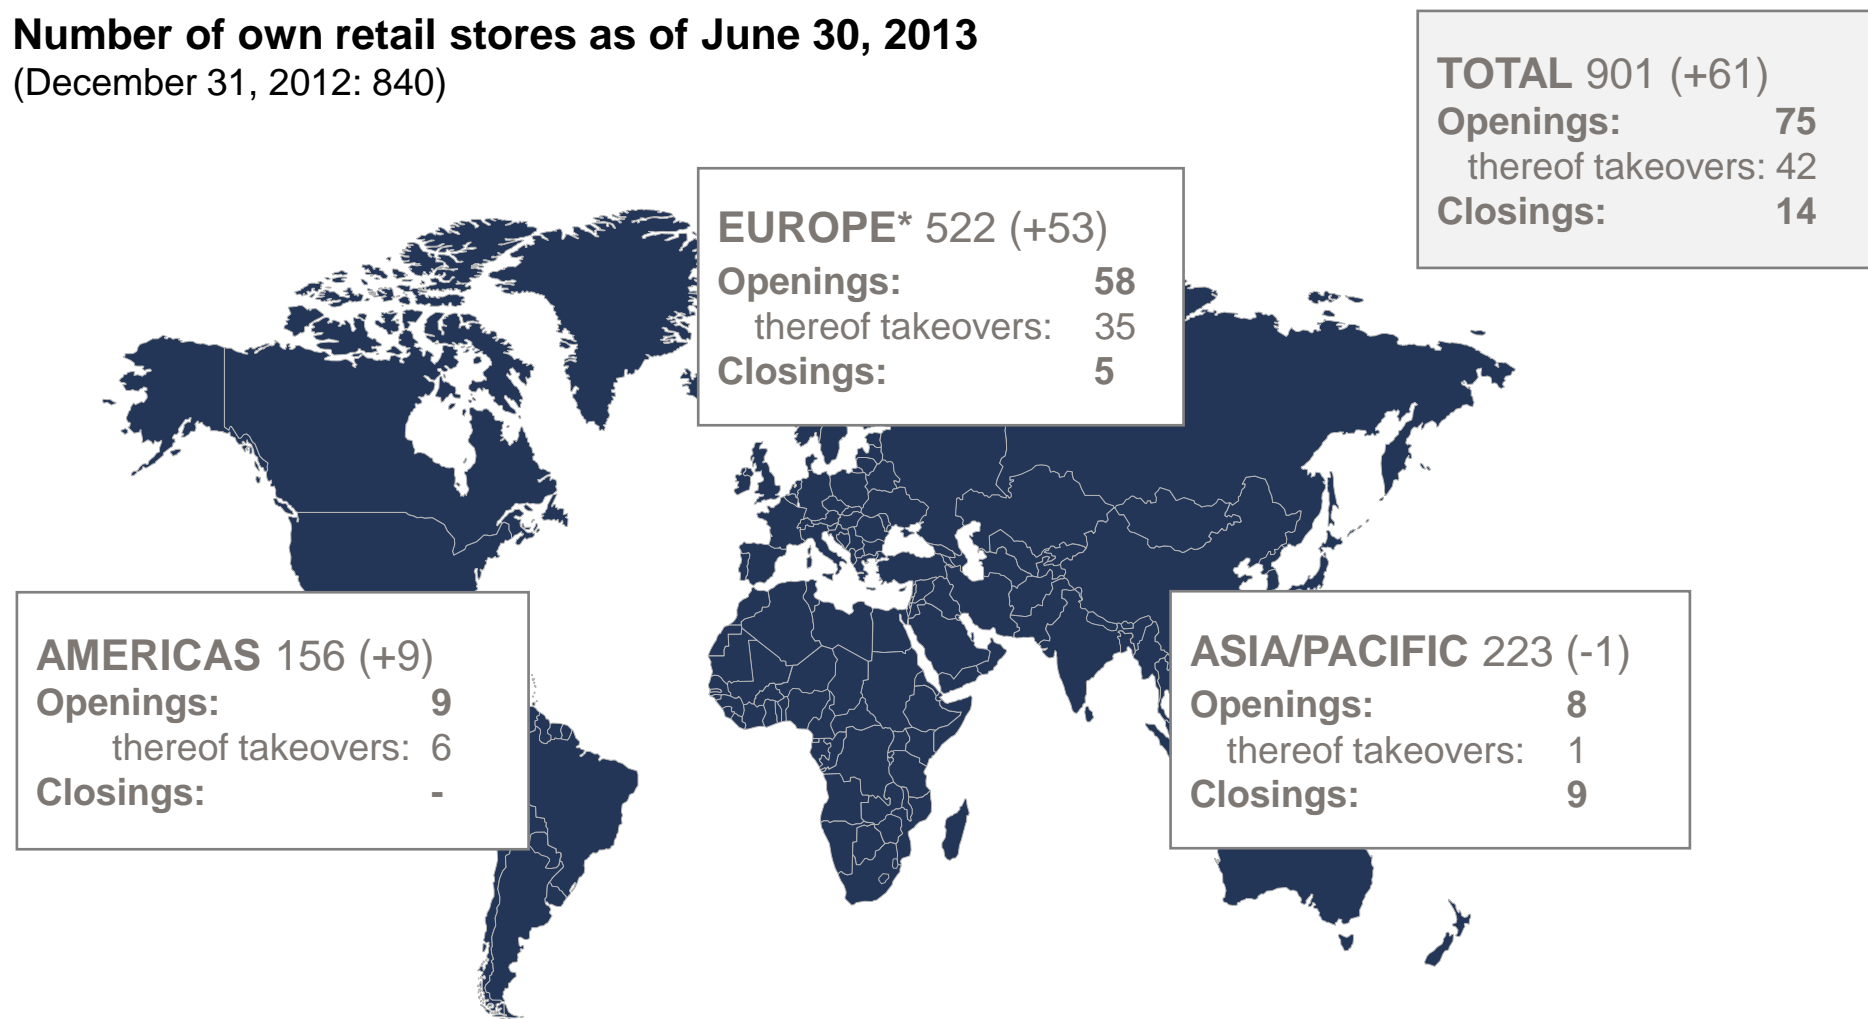 Number of own retail stores as of June 30, 2013
(December 31, 2012: 840)
TOTAL 901 (+61)
Openings: 75
thereof takeovers: 42
Closings: 14
EUROPE* 522 (+53)
Openings: 58
thereof takeovers: 35
Closings: 5
AMERICAS 156 (+9)
Openings: 9
thereof takeovers: 6
Closings: -
ASIA/PACIFIC 223 (-1)
Openings: 8
thereof takeovers: 1
Closings: 9